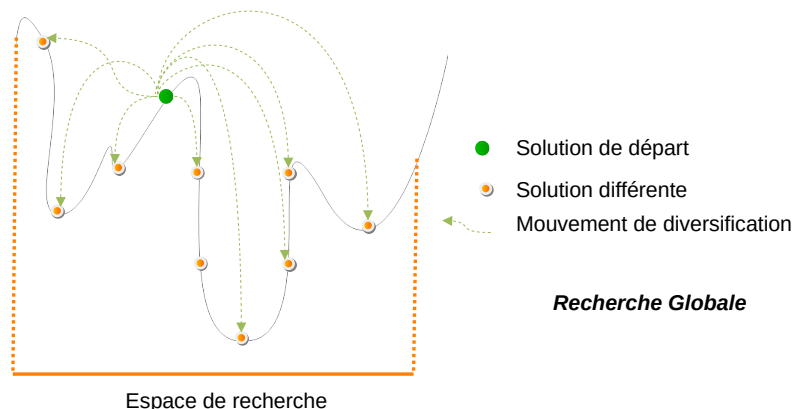 Solution de départ
Solution différente
Mouvement de diversification
Recherche Globale
Espace de recherche